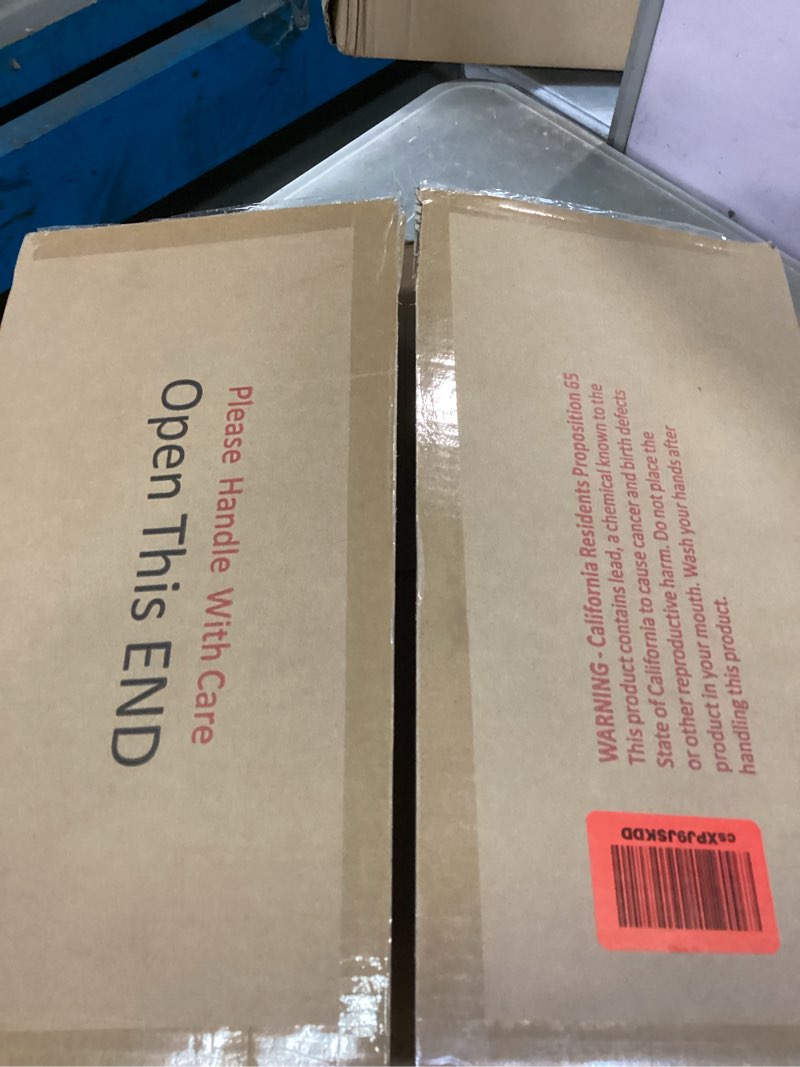 Please Handle With Care
Open This END
WARNING - California Residents Proposition 65
This product contains lead, a chemical known to the
State of California to cause cancer and birth defects
or other reproductive harm. Do not place the
product in your mouth. Wash your hands after
handling this product.
csXPJ9JSKDD